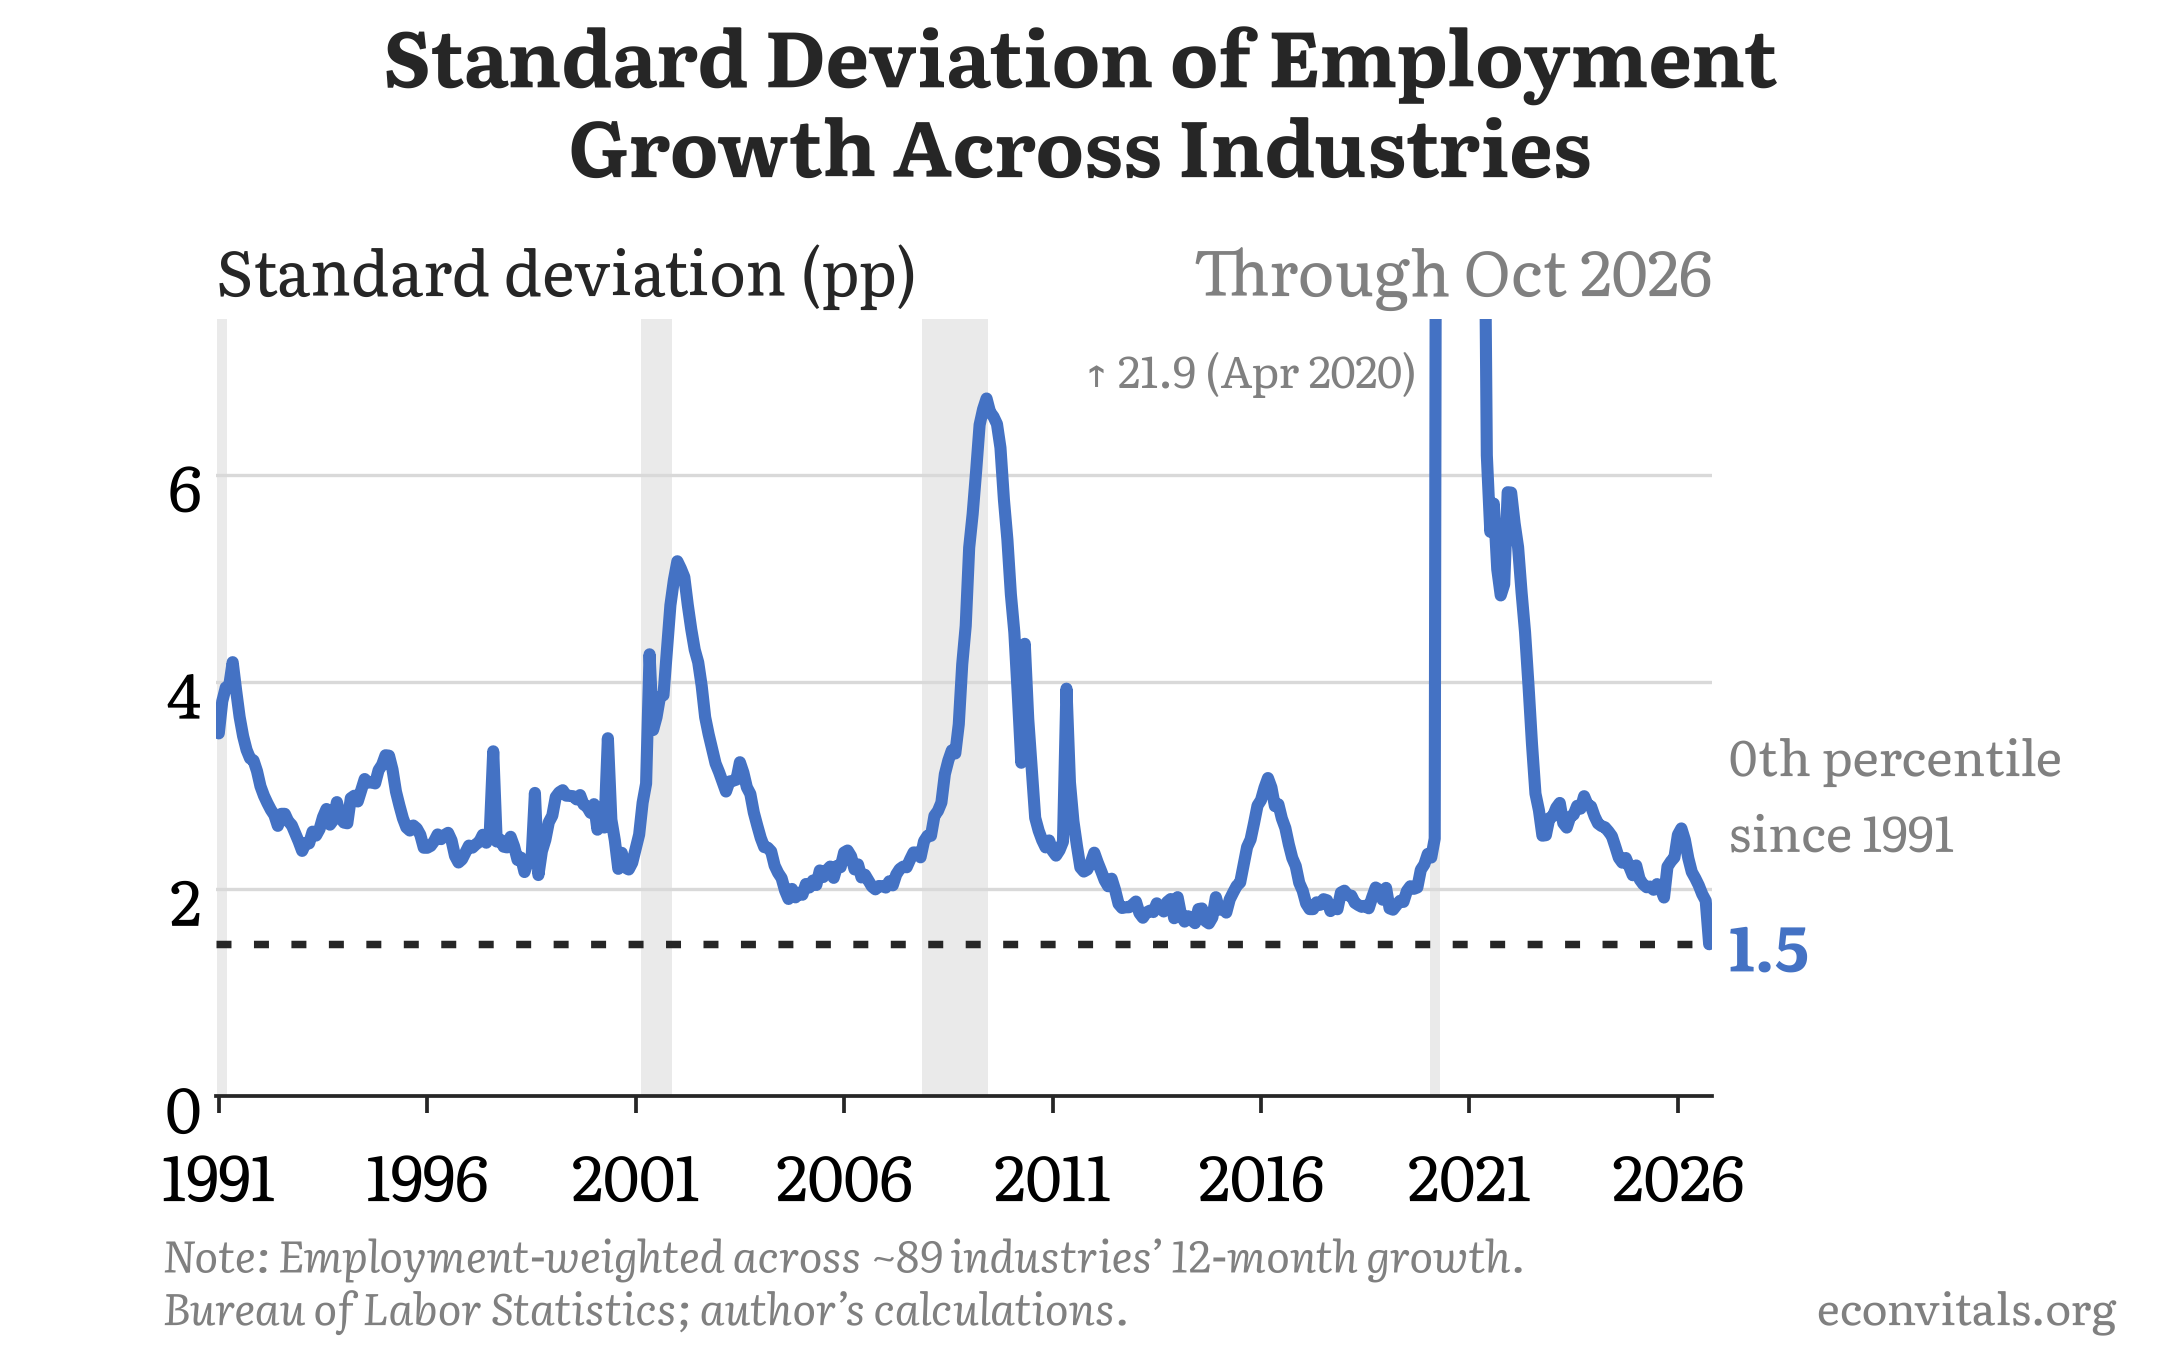 Standard Deviation of Employment
Growth Across Industries
Standard deviation (pp)
Through Oct 2026
↑ 21.9 (Apr 2020)
6
4
2
0
0th percentile
since 1991
1.5
1991 1996 2001 2006 2011 2016 2021 2026
Note: Employment-weighted across ~89 industries’ 12-month growth.
Bureau of Labor Statistics; author’s calculations.
econvitals.org